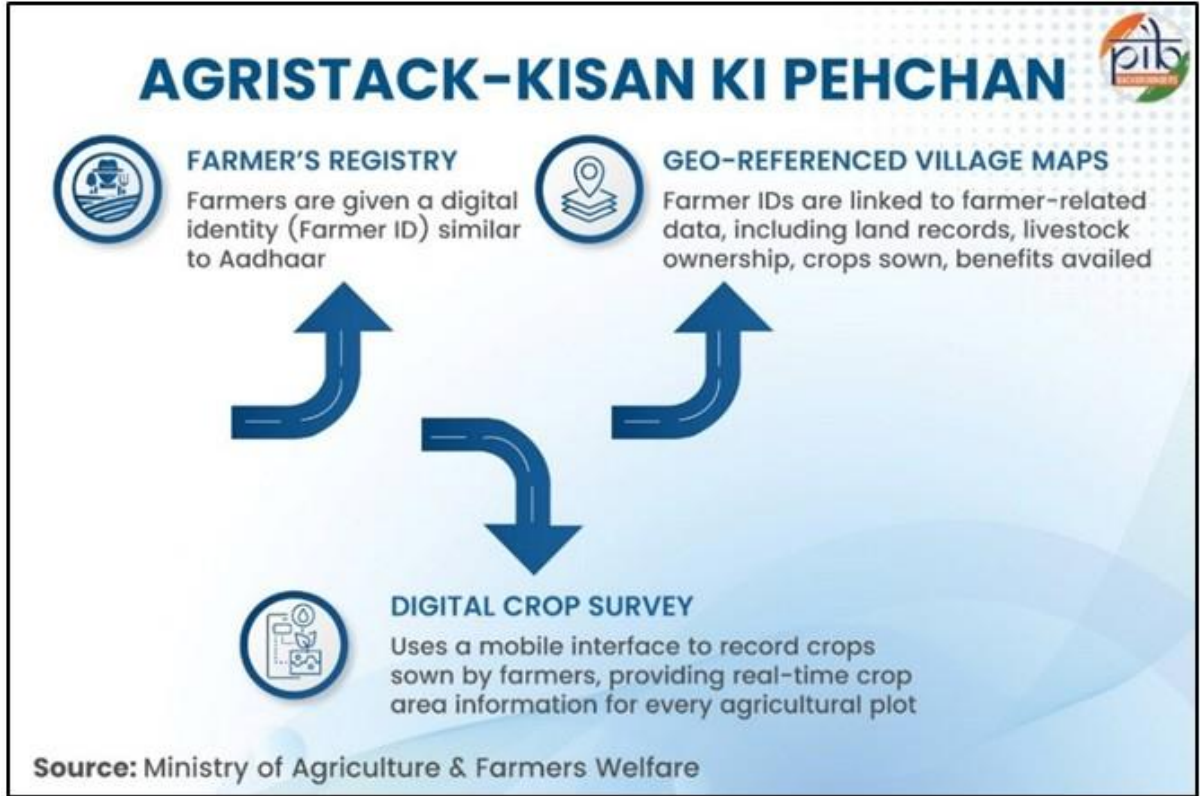 AGRISTACK-KISAN KI PEHCHAN
pib
BACKGROUNDERS
FARMER'S REGISTRY
Farmers are given a digital
identity (Farmer ID) similar
to Aadhaar
GEO-REFERENCED VILLAGE MAPS
Farmer IDs are linked to farmer-related
data, including land records, livestock
ownership, crops sown, benefits availed
DIGITAL CROP SURVEY
Uses a mobile interface to record crops
sown by farmers, providing real-time crop
area information for every agricultural plot
Source: Ministry of Agriculture & Farmers Welfare